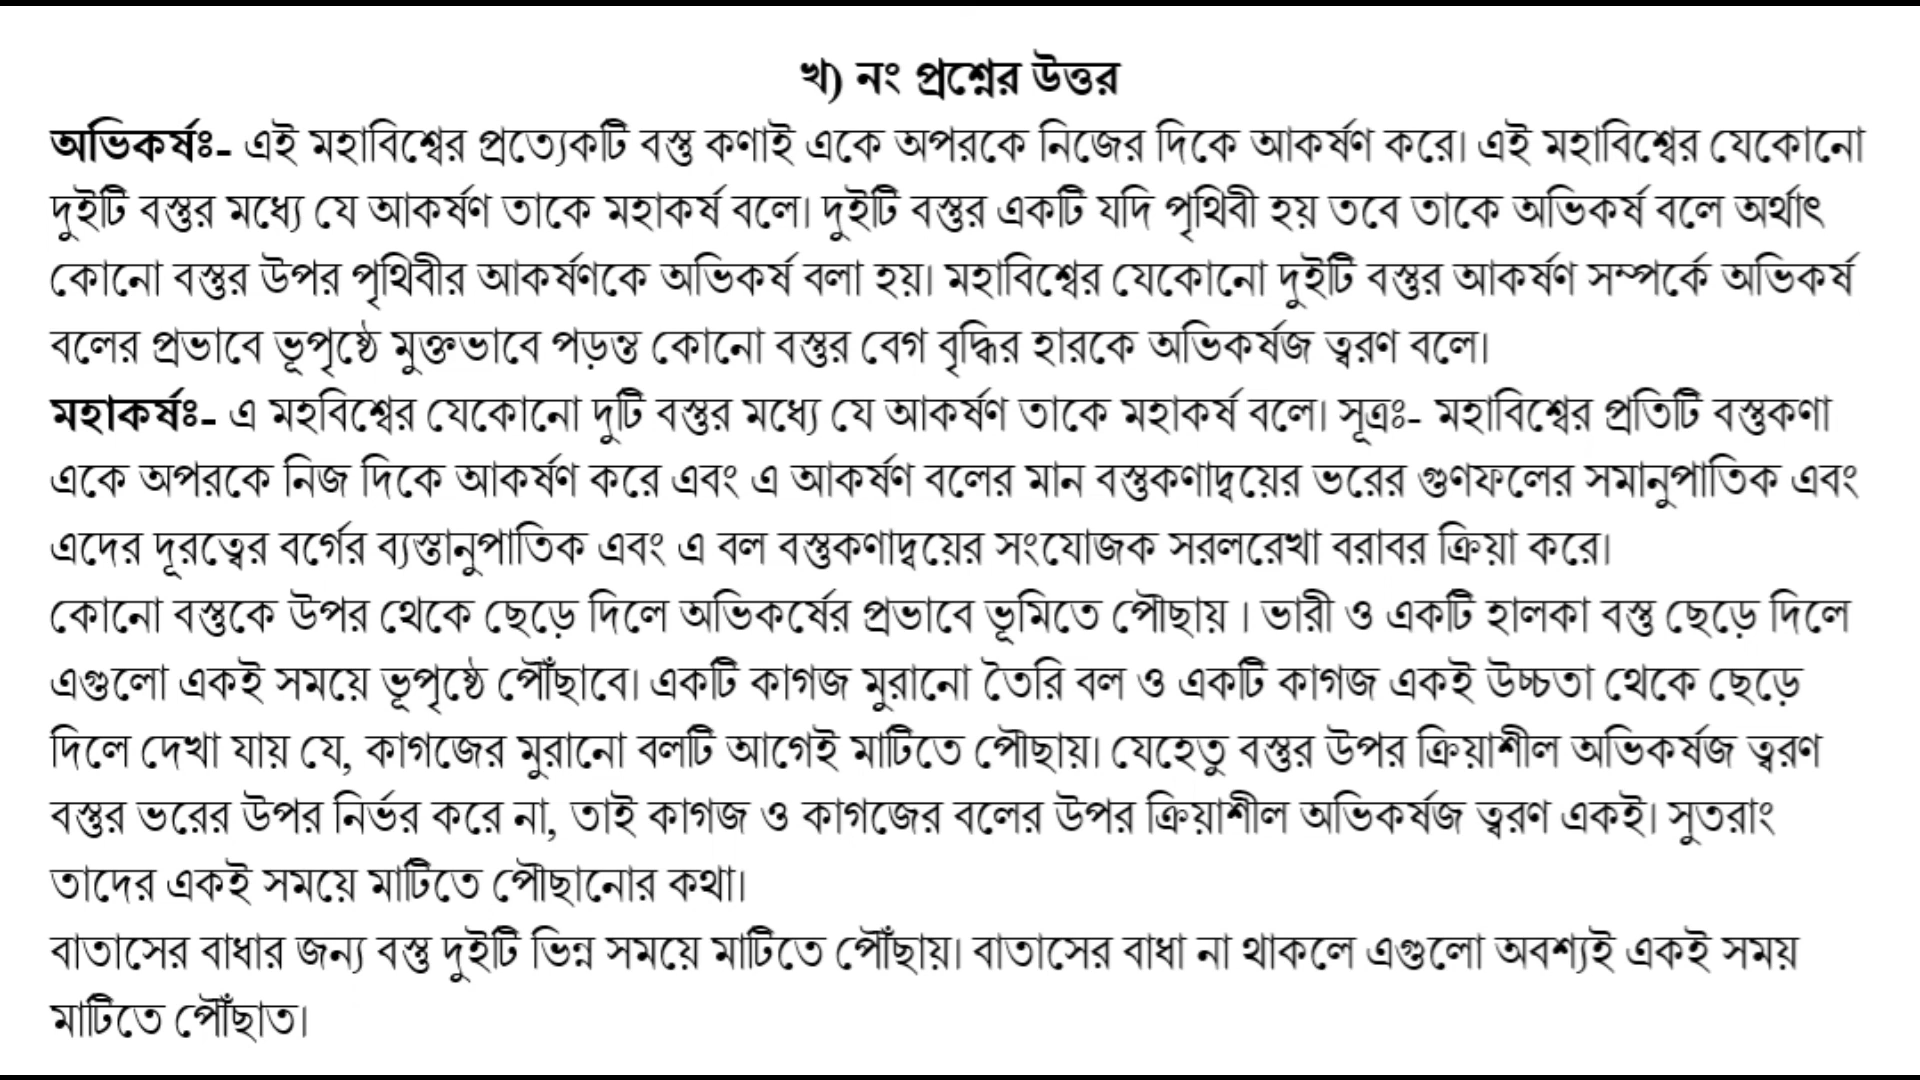 খ) নং প্রশ্নের উত্তর
অভিকর্ষঃ- এই মহাবিশ্বের প্রত্যেকটি বস্তু কণাই একে অপরকে নিজের দিকে আকর্ষণ করে। এই মহাবিশ্বের যেকোনো
দুইটি বস্তুর মধ্যে যে আকর্ষণ তাকে মহাকর্ষ বলে। দুইটি বস্তুর একটি যদি পৃথিবী হয় তবে তাকে অভিকর্ষ বলে অর্থাৎ
কোনো বস্তুর উপর পৃথিবীর আকর্ষণকে অভিকর্ষ বলা হয়। মহাবিশ্বের যেকোনো দুইটি বস্তুর আকর্ষণ সম্পর্কে অভিকর্ষ
বলের প্রভাবে ভূপৃষ্ঠে মুক্তভাবে পড়ন্ত কোনো বস্তুর বেগ বৃদ্ধির হারকে অভিকর্ষজ ত্বরণ বলে।
মহাকর্ষঃ- এ মহবিশ্বের যেকোনো দুটি বস্তুর মধ্যে যে আকর্ষণ তাকে মহাকর্ষ বলে। সূত্রঃ- মহাবিশ্বের প্রতিটি বস্তুকণা
একে অপরকে নিজ দিকে আকর্ষণ করে এবং এ আকর্ষণ বলের মান বস্তুকণাদ্বয়ের ভরের গুণফলের সমানুপাতিক এবং
এদের দূরত্বের বর্গের ব্যস্তানুপাতিক এবং এ বল বস্তুকণাদ্বয়ের সংযোজক সরলরেখা বরাবর ক্রিয়া করে।
কোনো বস্তুকে উপর থেকে ছেড়ে দিলে অভিকর্ষের প্রভাবে ভূমিতে পৌছায় । ভারী ও একটি হালকা বস্তু ছেড়ে দিলে
এগুলো একই সময়ে ভূপৃষ্ঠে পৌঁছাবে। একটি কাগজ মুরানো তৈরি বল ও একটি কাগজ একই উচ্চতা থেকে ছেড়ে
দিলে দেখা যায় যে, কাগজের মুরানো বলটি আগেই মাটিতে পৌছায়। যেহেতু বস্তুর উপর ক্রিয়াশীল অভিকর্ষজ ত্বরণ
বস্তুর ভরের উপর নির্ভর করে না, তাই কাগজ ও কাগজের বলের উপর ক্রিয়াশীল অভিকর্ষজ ত্বরণ একই। সুতরাং
তাদের একই সময়ে মাটিতে পৌছানোর কথা।
বাতাসের বাধার জন্য বস্তু দুইটি ভিন্ন সময়ে মাটিতে পৌঁছায়। বাতাসের বাধা না থাকলে এগুলো অবশ্যই একই সময়
মাটিতে পৌঁছাত।